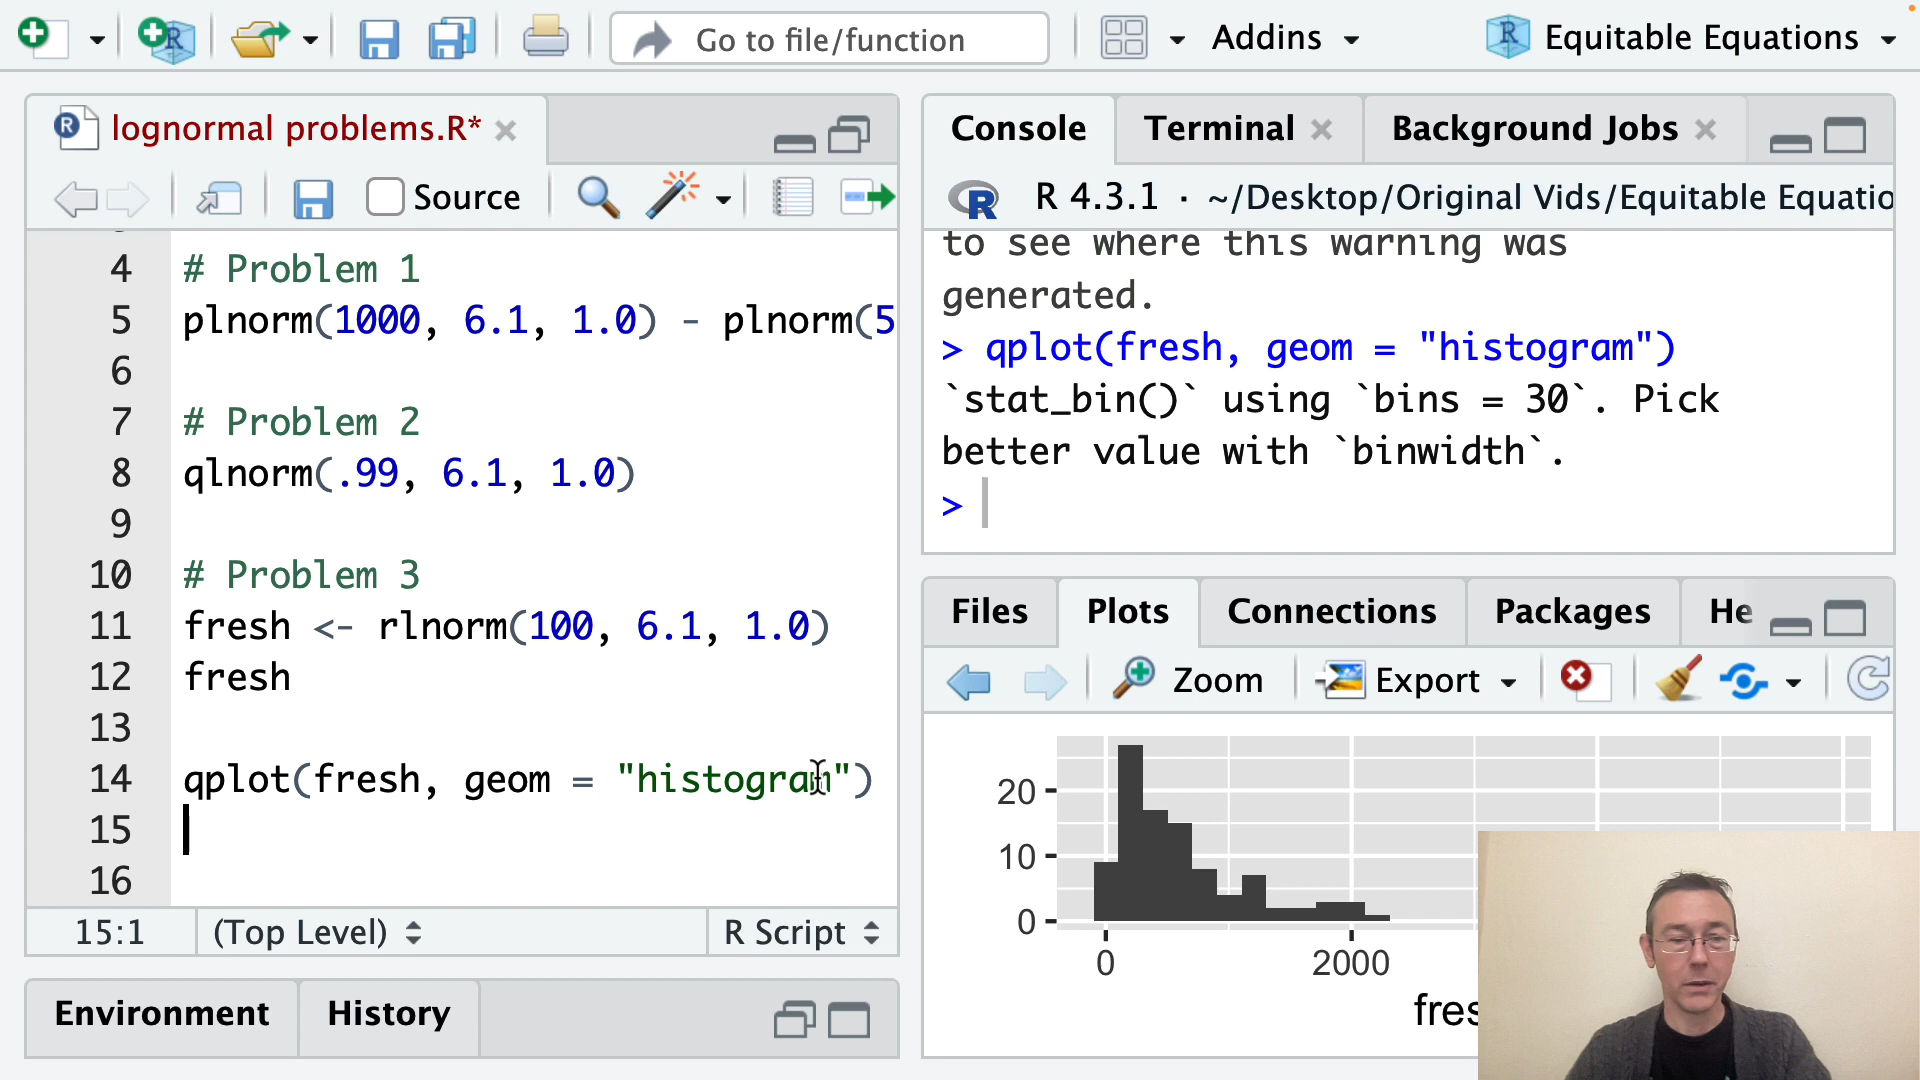 Go to file/function
Addins
Equitable Equations
lognormal problems.R*
Source
4 # Problem 1
5 plnorm(1000, 6.1, 1.0) - plnorm(5
6
7 # Problem 2
8 qlnorm(.99, 6.1, 1.0)
9
10 # Problem 3
11 fresh <- rlnorm(100, 6.1, 1.0)
12 fresh
13
14 qplot(fresh, geom = "histogram")
15
16
15:1 (Top Level) R Script
Environment History
Console Terminal Background Jobs
R 4.3.1 · ~/Desktop/Original Vids/Equitable Equatio
to see where this warning was
generated.
> qplot(fresh, geom = "histogram")
`stat_bin()` using `bins = 30`. Pick
better value with `binwidth`.
>
Files Plots Connections Packages He
Zoom Export
20
10
0
0 2000
fres